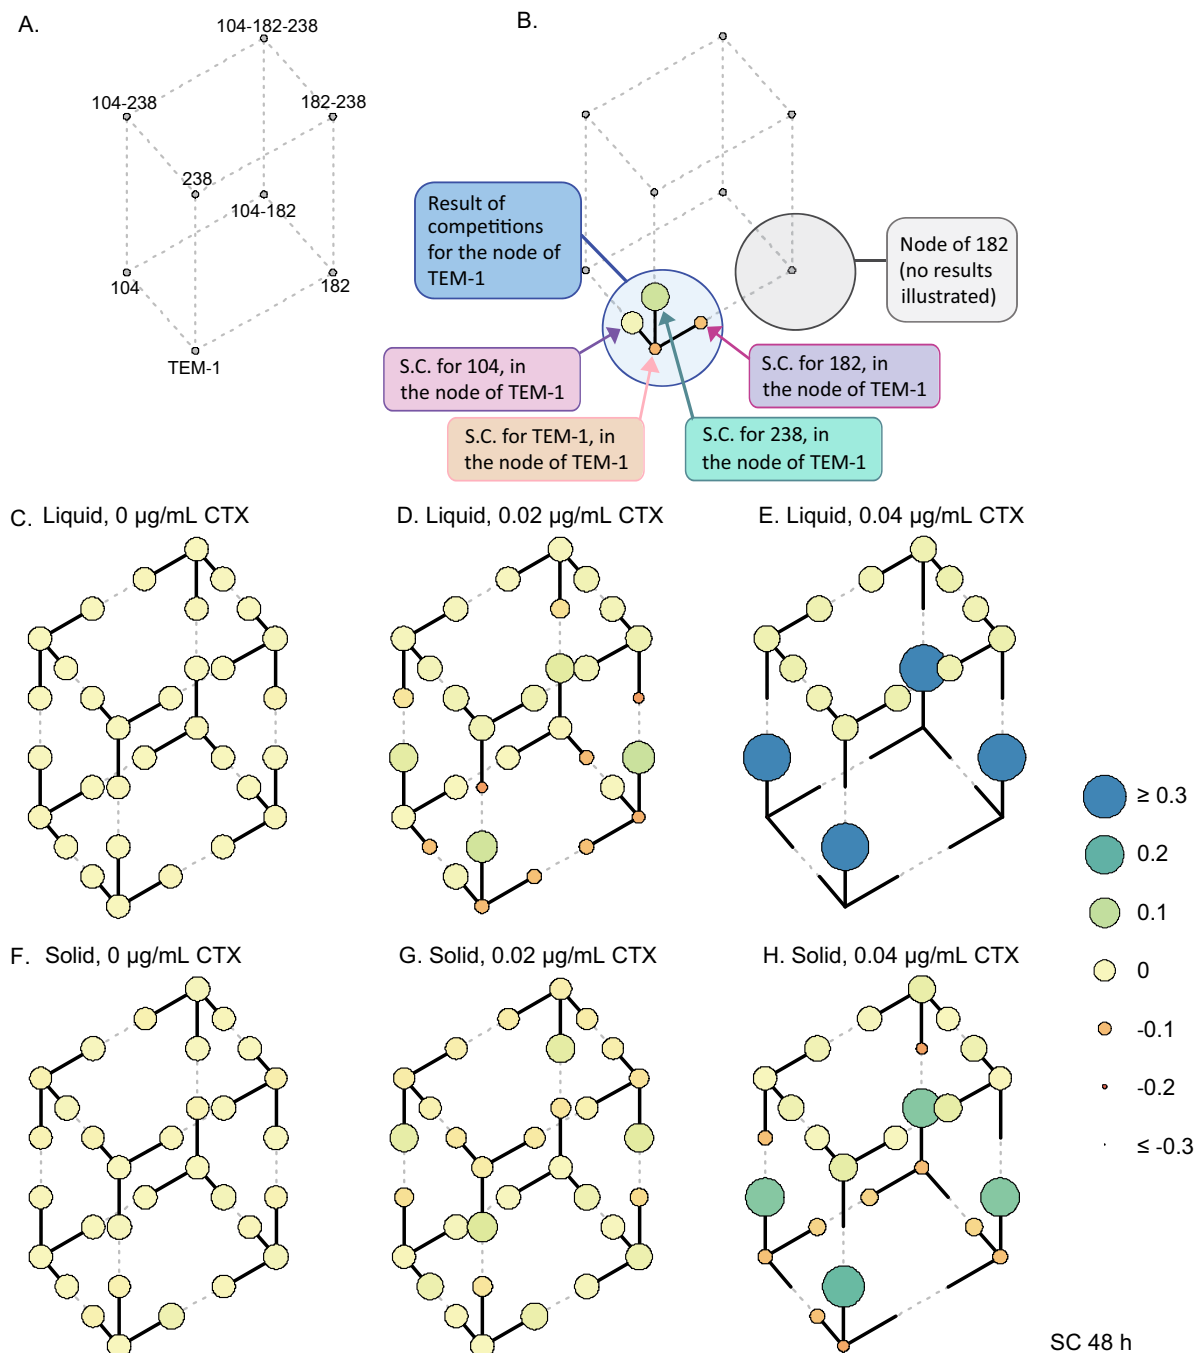 A.
104-182-238
104-238
182-238
238
104-182
104
182
TEM-1
B.
Result of
competitions
for the node of
TEM-1
Node of 182
(no results
illustrated)
S.C. for 104, in
the node of TEM-1
S.C. for 182, in
the node of TEM-1
S.C. for TEM-1, in
the node of TEM-1
S.C. for 238, in
the node of TEM-1
C. Liquid, 0 µg/mL CTX
D. Liquid, 0.02 µg/mL CTX
E. Liquid, 0.04 µg/mL CTX
≥ 0.3
0.2
0.1
0
-0.1
-0.2
≤ -0.3
F. Solid, 0 µg/mL CTX
G. Solid, 0.02 µg/mL CTX
H. Solid, 0.04 µg/mL CTX
SC 48 h